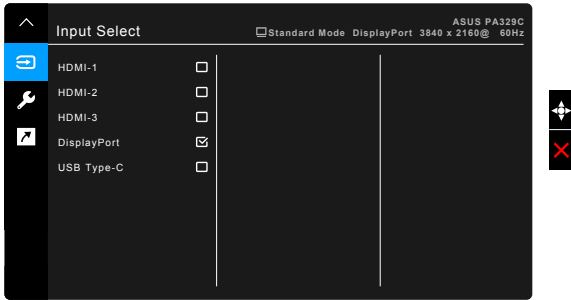 ASUS PA329C
Input Select
Standard Mode DisplayPort 3840 x 2160@ 60Hz
HDMI-1
HDMI-2
HDMI-3
DisplayPort
USB Type-C